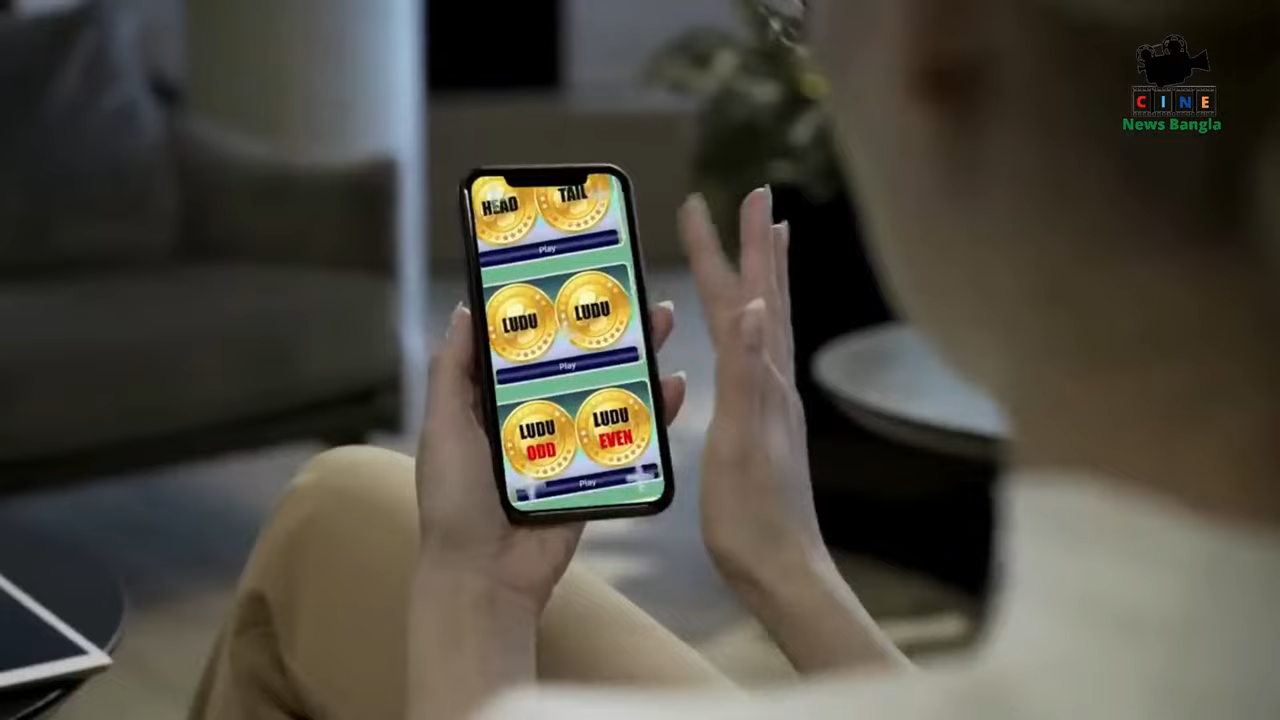 CINE
News Bangla
HEAD TAIL
Play
LUDU LUDU
Play
LUDU LUDU
ODD EVEN
Play